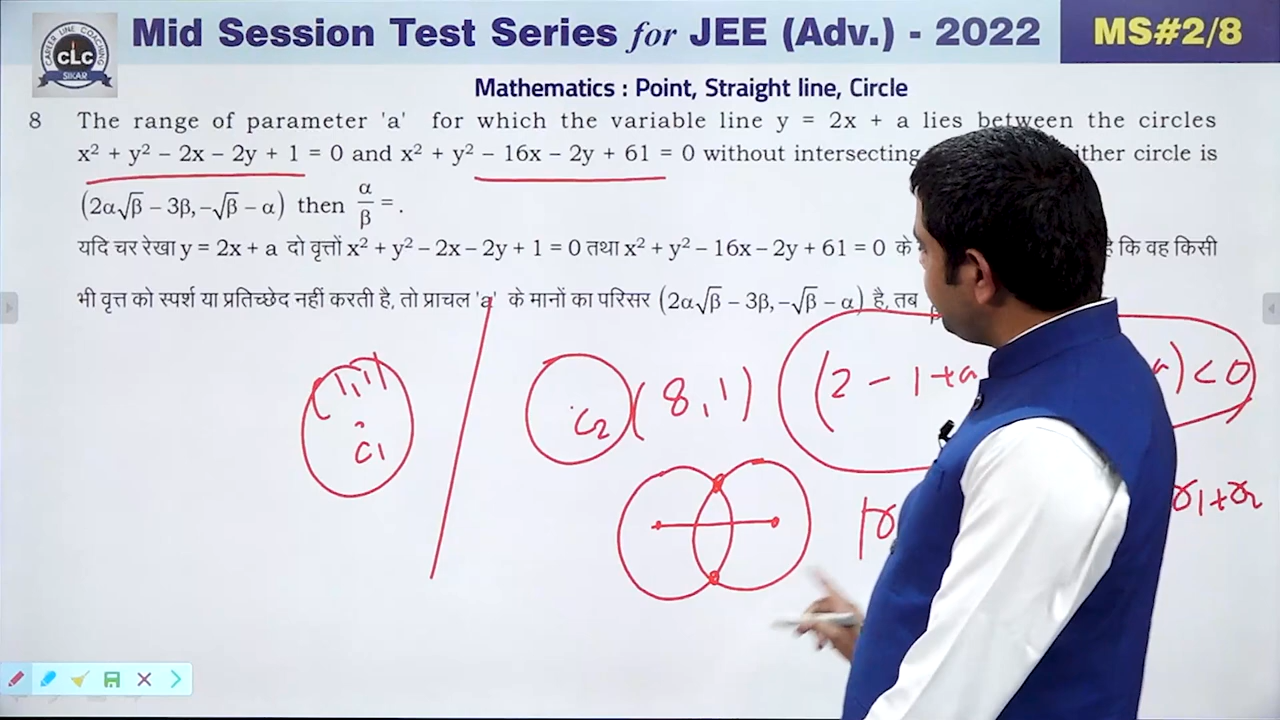 CAREER LINE COACHING
CLC
SIKAR
Mid Session Test Series for JEE (Adv.) - 2022
MS#2/8
Mathematics : Point, Straight line, Circle
8 The range of parameter 'a' for which the variable line y = 2x + a lies between the circles
x² + y² – 2x – 2y + 1 = 0 and x² + y² – 16x – 2y + 61 = 0 without intersecting ither circle is
(2α√β – 3β, –√β – α) then α/β = .
यदि चर रेखा y = 2x + a दो वृत्तों x² + y² – 2x – 2y + 1 = 0 तथा x² + y² – 16x – 2y + 61 = 0 के है कि वह किसी
भी वृत्त को स्पर्श या प्रतिच्छेद नहीं करती है, तो प्राचल 'a' के मानों का परिसर (2α√β – 3β, –√β – α) है, तब
(1,1)
c₁
c₂ (8,1)
(2 – 1 + a a) < 0
|r r₁+r₂